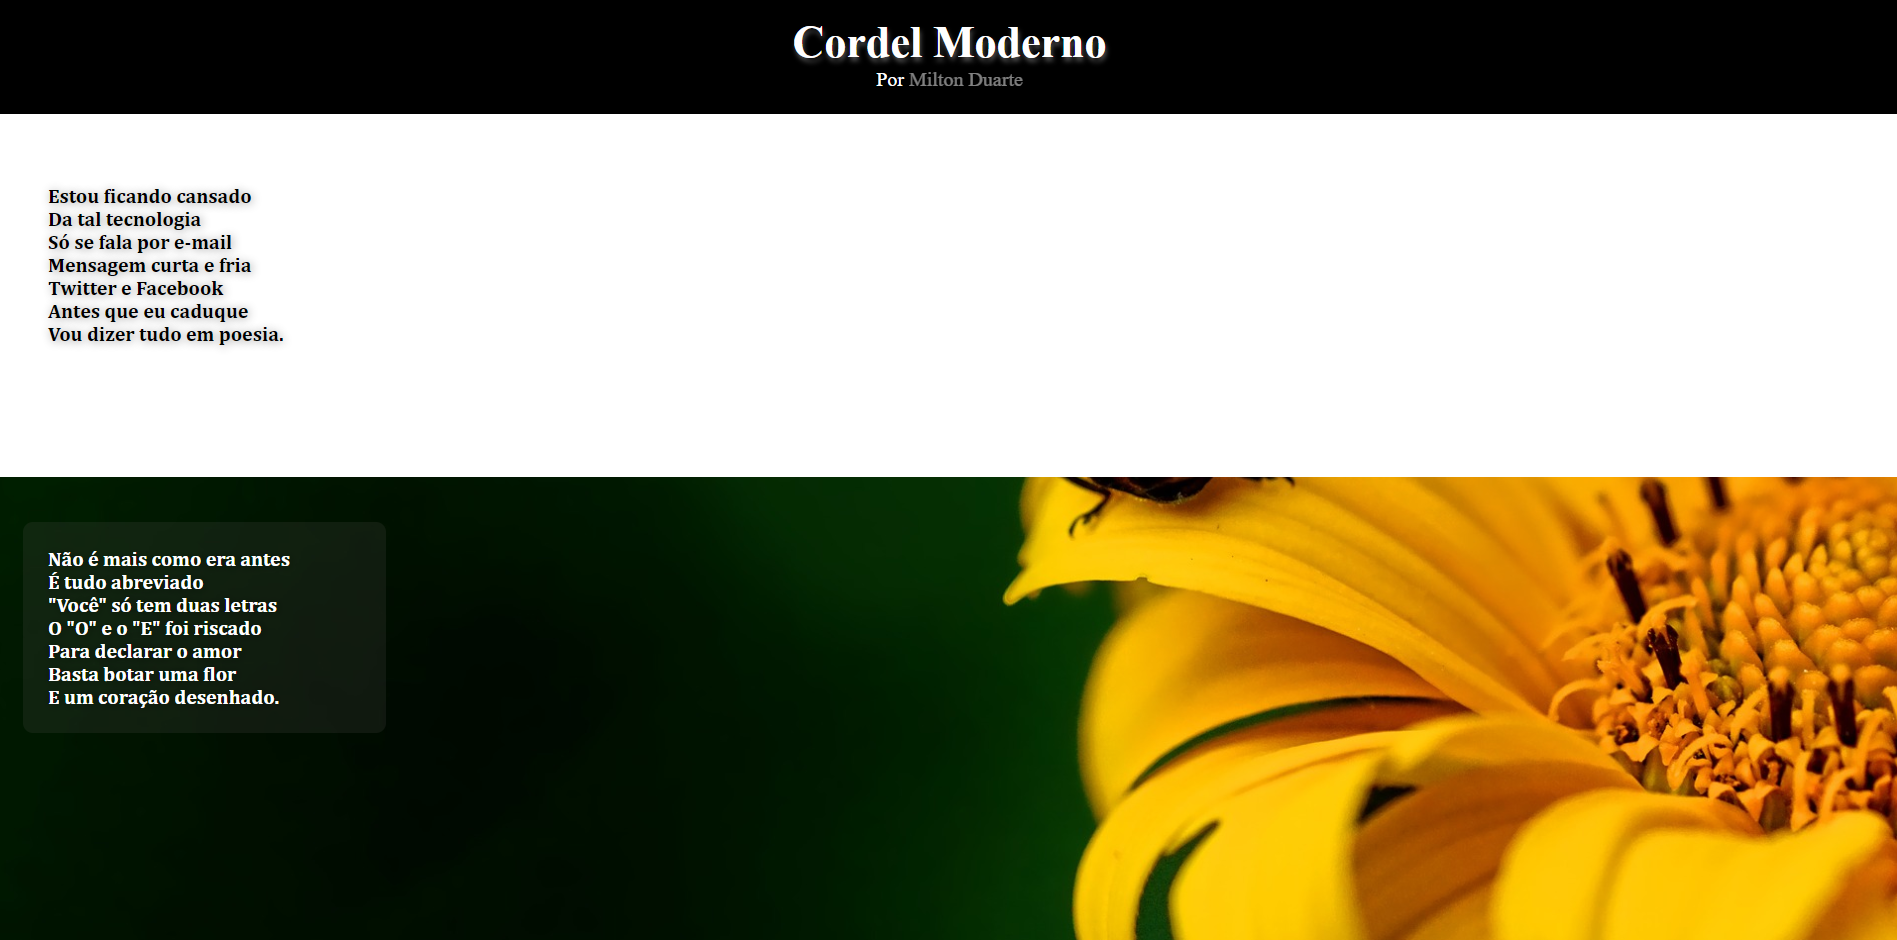 Cordel Moderno
Por Milton Duarte
Estou ficando cansado
Da tal tecnologia
Só se fala por e-mail
Mensagem curta e fria
Twitter e Facebook
Antes que eu caduque
Vou dizer tudo em poesia.
Não é mais como era antes
É tudo abreviado
"Você" só tem duas letras
O "O" e o "E" foi riscado
Para declarar o amor
Basta botar uma flor
E um coração desenhado.